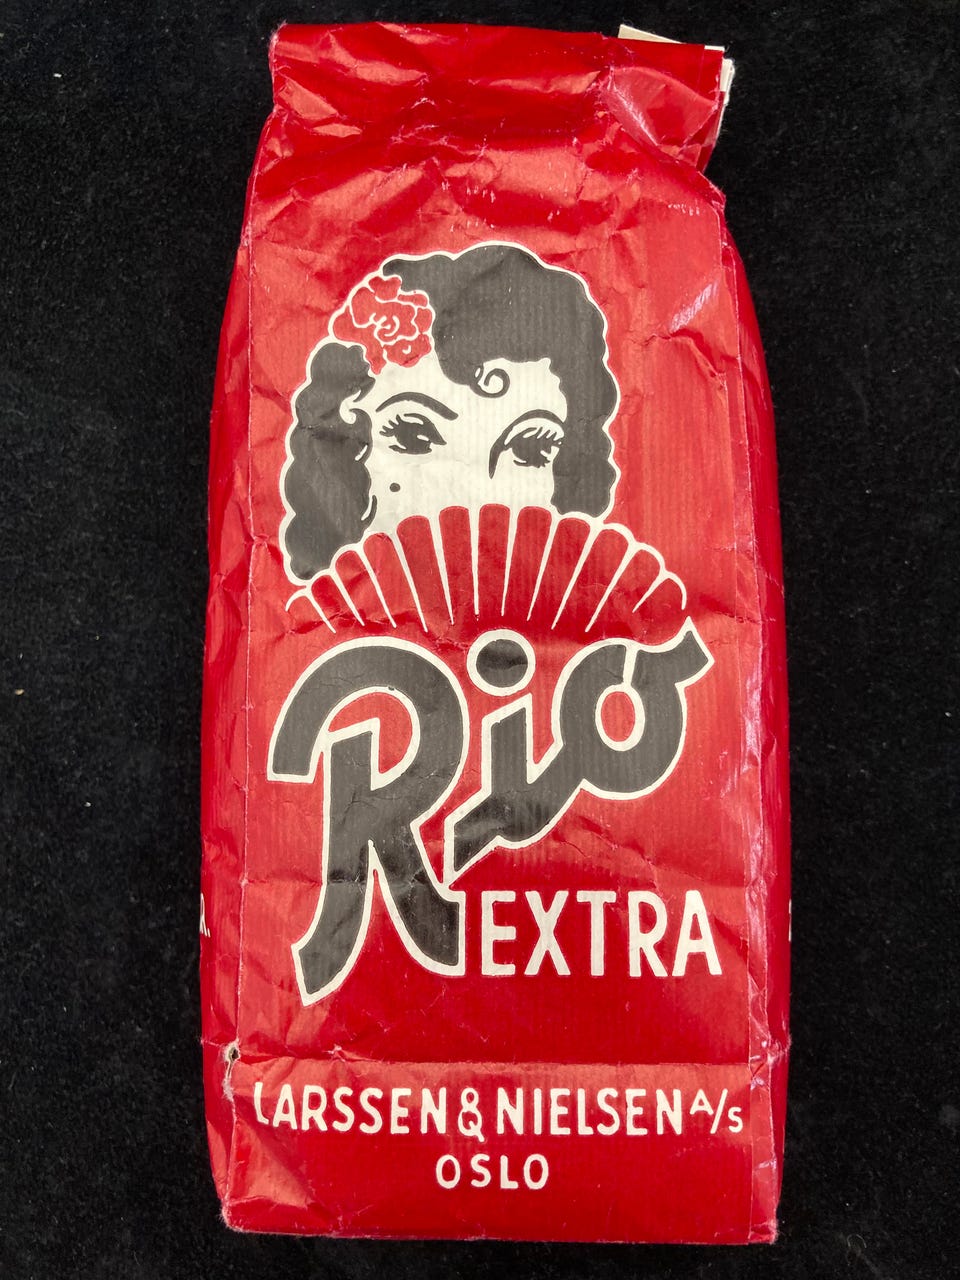 Rio
EXTRA
LARSSEN & NIELSEN A/S
OSLO